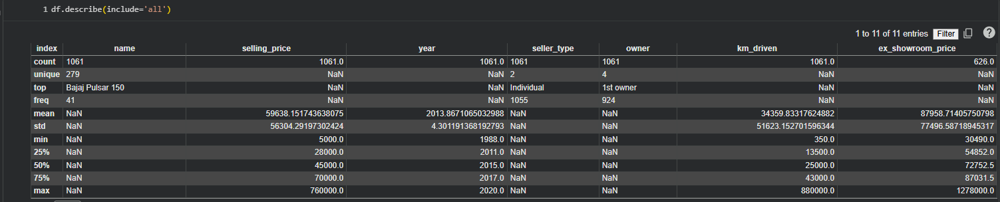 1 df.describe(include='all')
1 to 11 of 11 entries Filter
index name selling_price year seller_type owner km_driven ex_showroom_price
count 1061 1061.0 1061.0 1061 1061 1061.0 626.0
unique 279 NaN NaN 2 4 NaN NaN
top Bajaj Pulsar 150 NaN NaN Individual 1st owner NaN NaN
freq 41 NaN NaN 1055 924 NaN NaN
mean NaN 59638.151743638075 2013.8671065032988 NaN NaN 34359.83317624882 87958.71405750798
std NaN 56304.29197302424 4.301191368192793 NaN NaN 51623.152701596344 77496.58718945317
min NaN 5000.0 1988.0 NaN NaN 350.0 30490.0
25% NaN 28000.0 2011.0 NaN NaN 13500.0 54852.0
50% NaN 45000.0 2015.0 NaN NaN 25000.0 72752.5
75% NaN 70000.0 2017.0 NaN NaN 43000.0 87031.5
max NaN 760000.0 2020.0 NaN NaN 880000.0 1278000.0